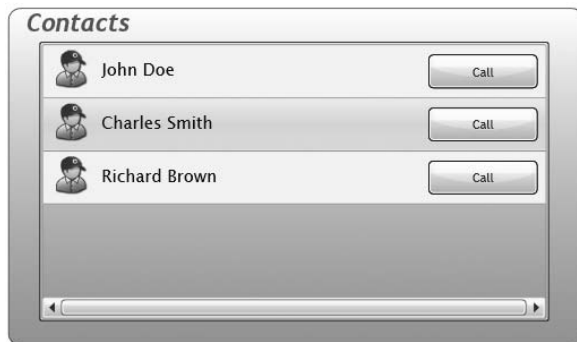 Contacts
John Doe Call
Charles Smith Call
Richard Brown Call